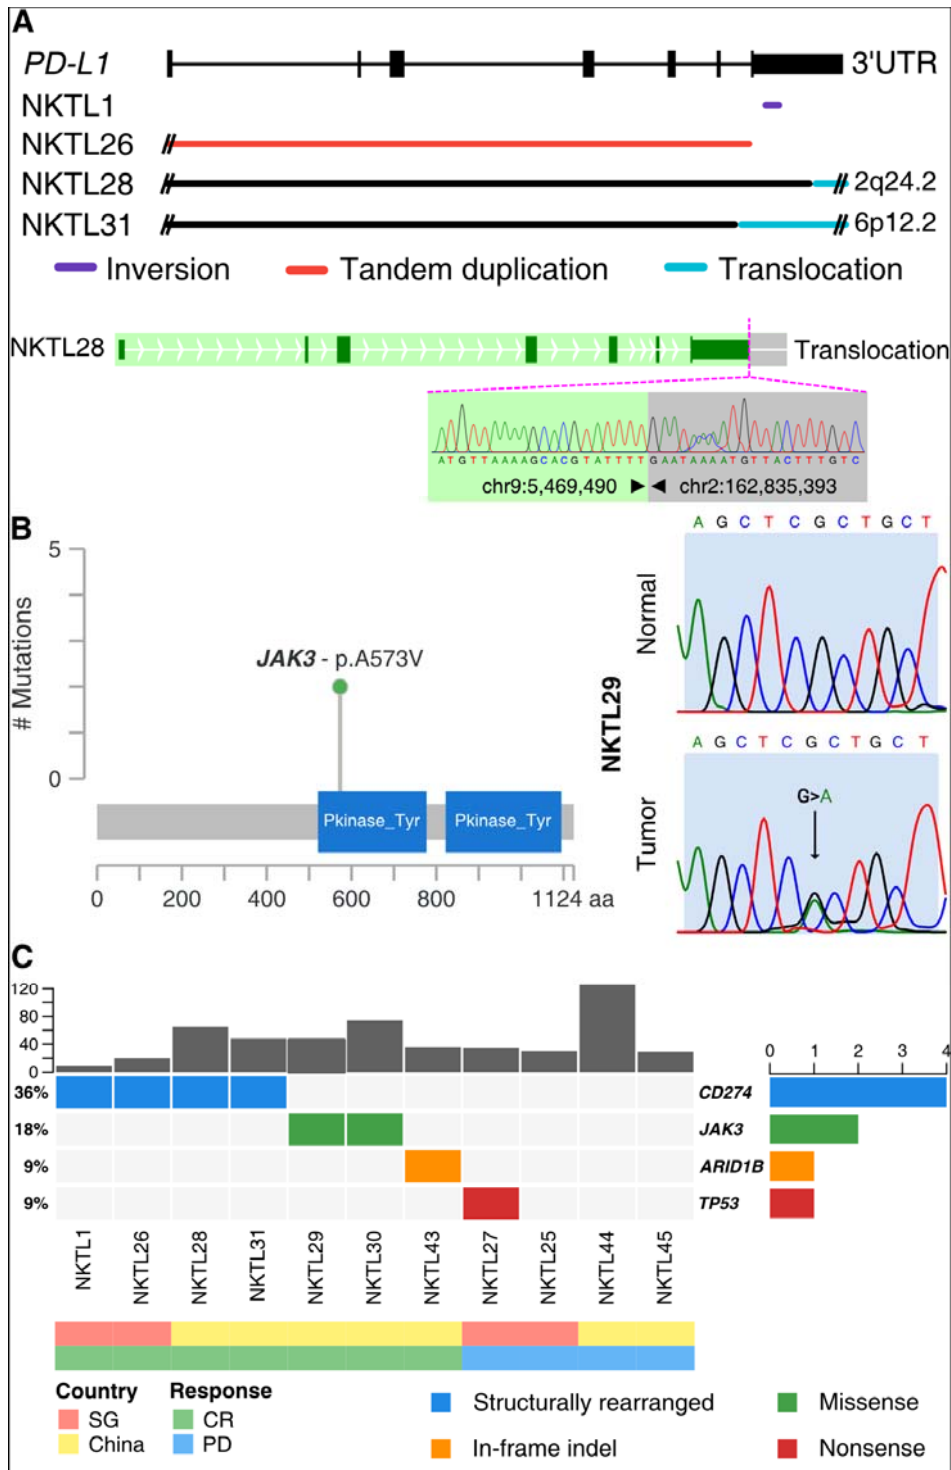 A
PD-L1 3'UTR
NKTL1
NKTL26
NKTL28 2q24.2
NKTL31 6p12.2
Inversion Tandem duplication Translocation
NKTL28 Translocation
ATGTTAAAAGCACGTATTTTGAATAAAATGTTACTTTGTC
chr9:5,469,490 chr2:162,835,393
B
# Mutations
5
0
JAK3 - p.A573V
Pkinase_Tyr Pkinase_Tyr
0 200 400 600 800 1124 aa
NKTL29
Normal
A G C T C G C T G C T
Tumor
A G C T C G C T G C T
G>A
C
120
80
40
0
0 1 2 3 4
36% CD274
18% JAK3
9% ARID1B
9% TP53
NKTL1 NKTL26 NKTL28 NKTL31 NKTL29 NKTL30 NKTL43 NKTL27 NKTL25 NKTL44 NKTL45
Country Response
SG CR
China PD
Structurally rearranged Missense
In-frame indel Nonsense